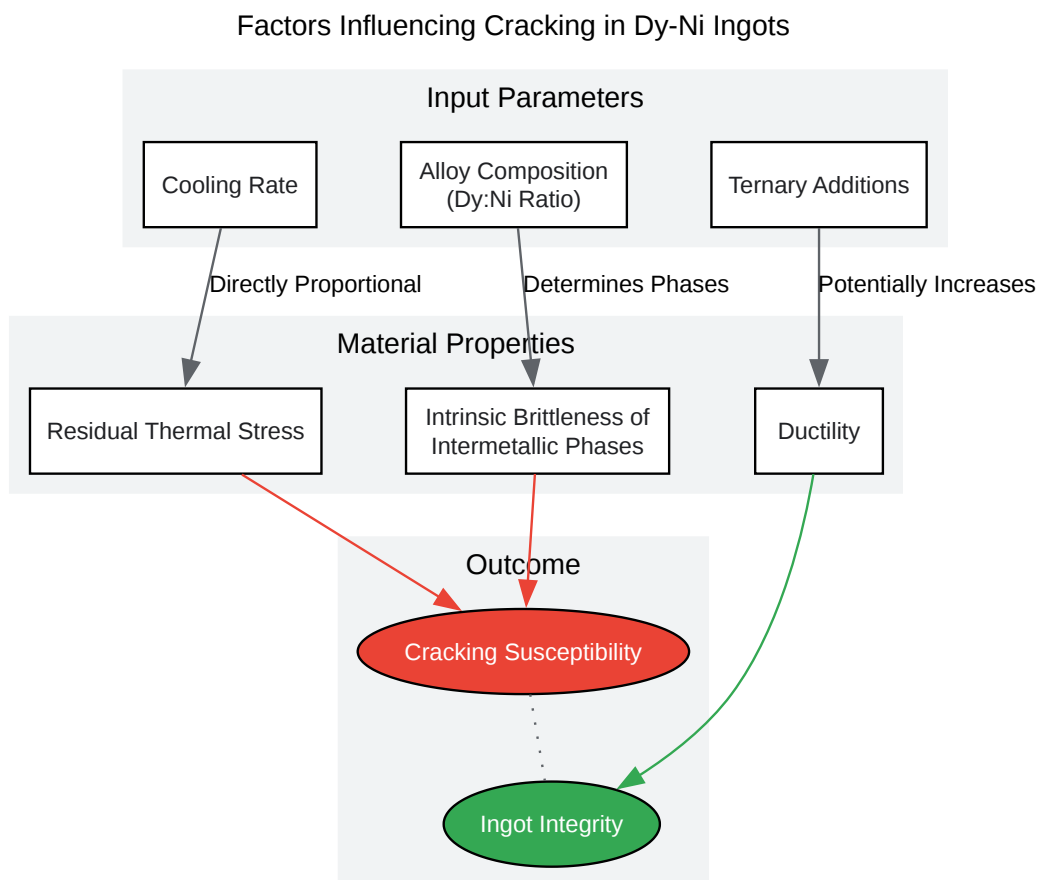 Factors Influencing Cracking in Dy-Ni Ingots
Input Parameters
Cooling Rate
Alloy Composition
(Dy:Ni Ratio)
Ternary Additions
Directly Proportional
Determines Phases
Potentially Increases
Material Properties
Residual Thermal Stress
Intrinsic Brittleness of
Intermetallic Phases
Ductility
Outcome
Cracking Susceptibility
Ingot Integrity